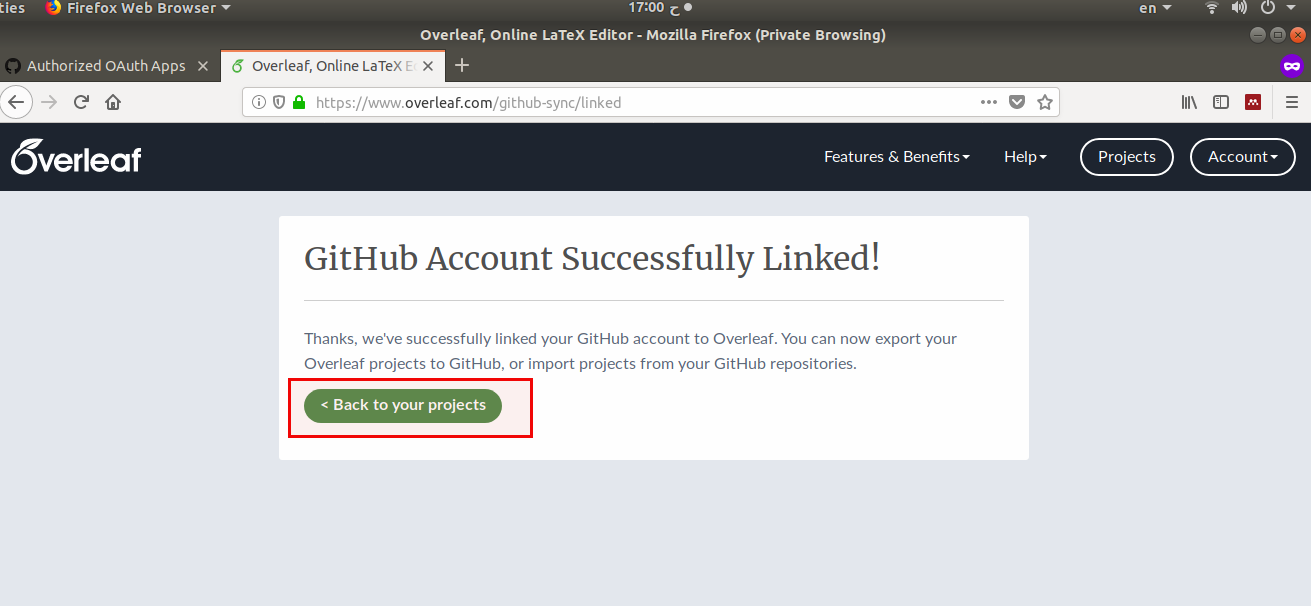 ties Firefox Web Browser 17:00 ح en
Overleaf, Online LaTeX Editor - Mozilla Firefox (Private Browsing)
Authorized OAuth Apps Overleaf, Online LaTeX E
https://www.overleaf.com/github-sync/linked
Overleaf Features & Benefits Help Projects Account
GitHub Account Successfully Linked!
Thanks, we've successfully linked your GitHub account to Overleaf. You can now export your
Overleaf projects to GitHub, or import projects from your GitHub repositories.
< Back to your projects